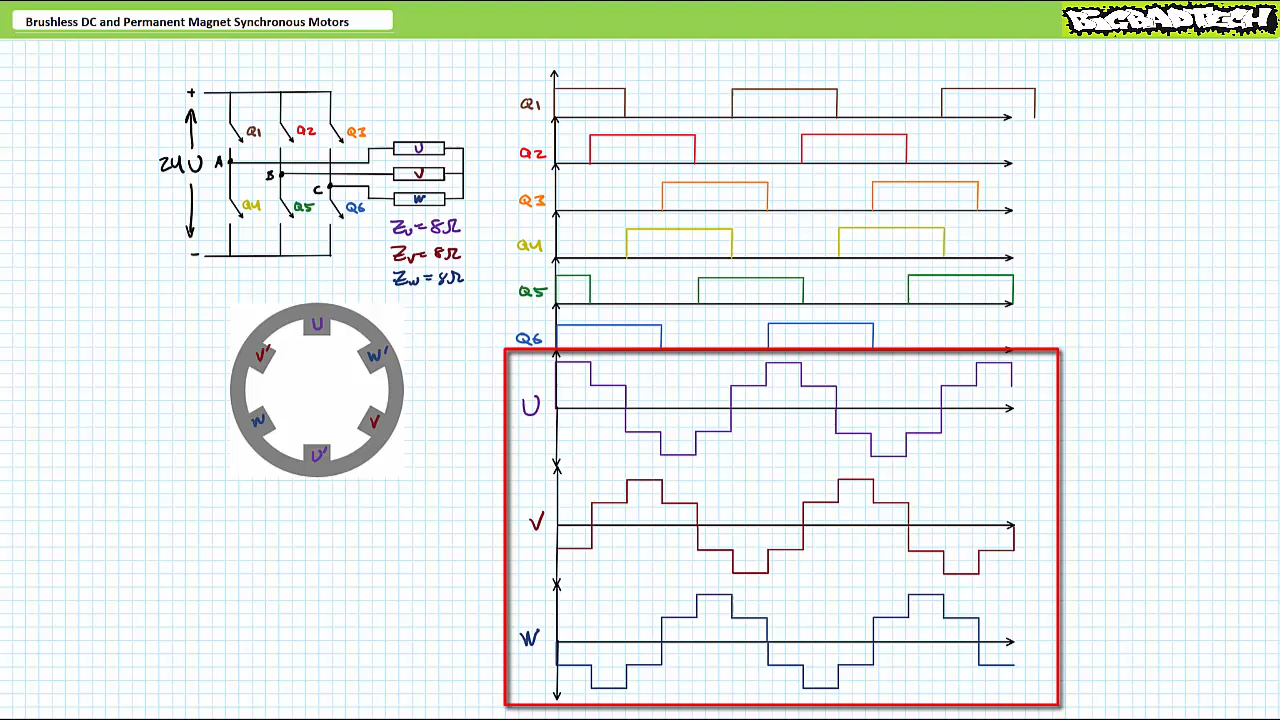 Brushless DC and Permanent Magnet Synchronous Motors
BIGBADTECH
+
24V
-
Q1 Q2 Q3
A
B
C
U
V
W
Q4 Q5 Q6
Zu = 8Ω
Zv = 8Ω
Zw = 8Ω
U
V' W'
W V
U'
Q1
Q2
Q3
Q4
Q5
Q6
U
V
W